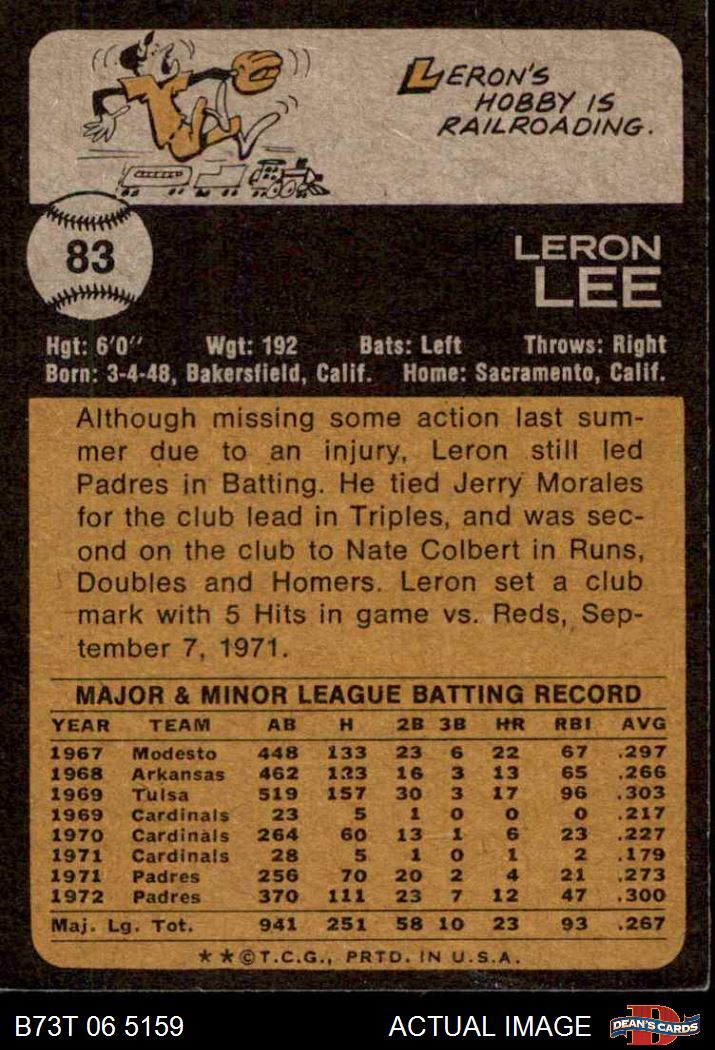 LERON'S
HOBBY IS
RAILROADING.
83
LERON
LEE
Hgt: 6'0" Wgt: 192 Bats: Left Throws: Right
Born: 3-4-48, Bakersfield, Calif. Home: Sacramento, Calif.
Although missing some action last sum-
mer due to an injury, Leron still led
Padres in Batting. He tied Jerry Morales
for the club lead in Triples, and was sec-
ond on the club to Nate Colbert in Runs,
Doubles and Homers. Leron set a club
mark with 5 Hits in game vs. Reds, Sep-
tember 7, 1971.
MAJOR & MINOR LEAGUE BATTING RECORD
YEAR TEAM AB H 2B 3B HR RBI AVG
1967 Modesto 448 133 23 6 22 67 .297
1968 Arkansas 462 123 16 3 13 65 .266
1969 Tulsa 519 157 30 3 17 96 .303
1969 Cardinals 23 5 1 0 0 0 .217
1970 Cardinals 264 60 13 1 6 23 .227
1971 Cardinals 28 5 1 0 1 2 .179
1971 Padres 256 70 20 2 4 21 .273
1972 Padres 370 111 23 7 12 47 .300
Maj. Lg. Tot. 941 251 58 10 23 93 .267
**©T.C.G., PRTD. IN U.S.A.
B73T 06 5159 ACTUAL IMAGE DEAN'S CARDS